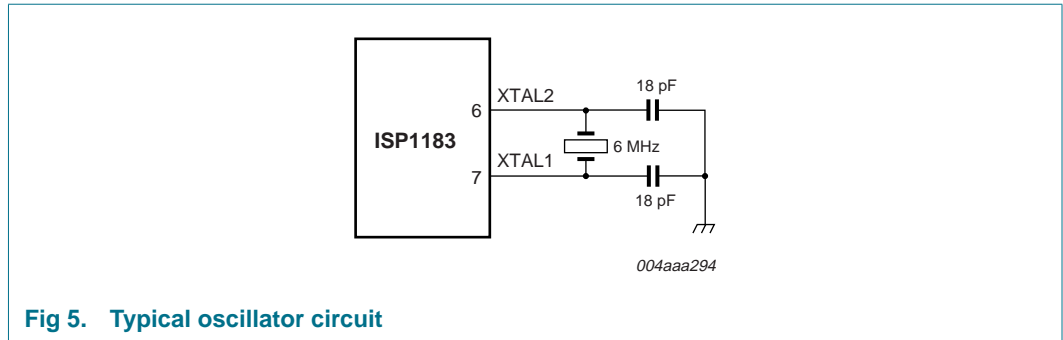 18 pF
XTAL2
6
ISP1183
6 MHz
XTAL1
7
18 pF
004aaa294
Fig 5. Typical oscillator circuit